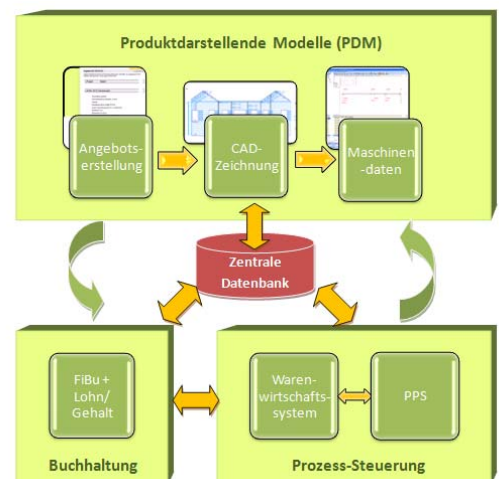 Produktdarstellende Modelle (PDM)
Angebots-
erstellung
CAD-
Zeichnung
Maschinen
-daten
Zentrale
Datenbank
FiBu +
Lohn/
Gehalt
Waren-
wirtschafts-
system
PPS
Buchhaltung
Prozess-Steuerung